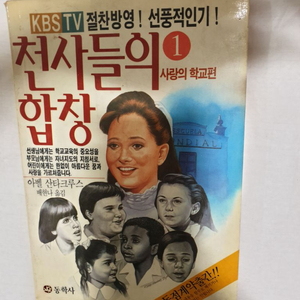 KBS TV 절찬방영! 선풍적인기!
천사들의 1
사랑의 학교편
합창
선생님에게는 학교교육의 중요성을
부모님에게는 자녀지도의 지침서로,
어린이에게는 한없이 아름다운 꿈과
사랑을 가르쳐줍니다.
아벨 산타크루스
옮김
동학사